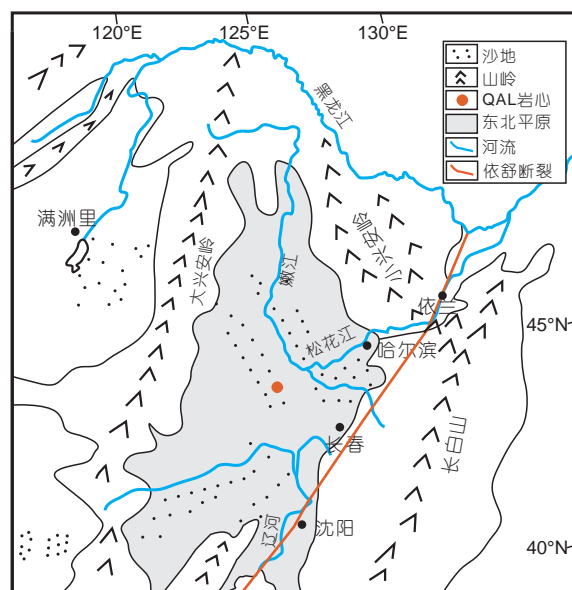 120°E
125°E
130°E
沙地
山岭
QAL岩心
东北平原
河流
依舒断裂
黑龙江
满洲里
大兴安岭
嫩江
小兴安岭
依兰
松花江
哈尔滨
45°N
长春
长白山
辽河
沈阳
40°N